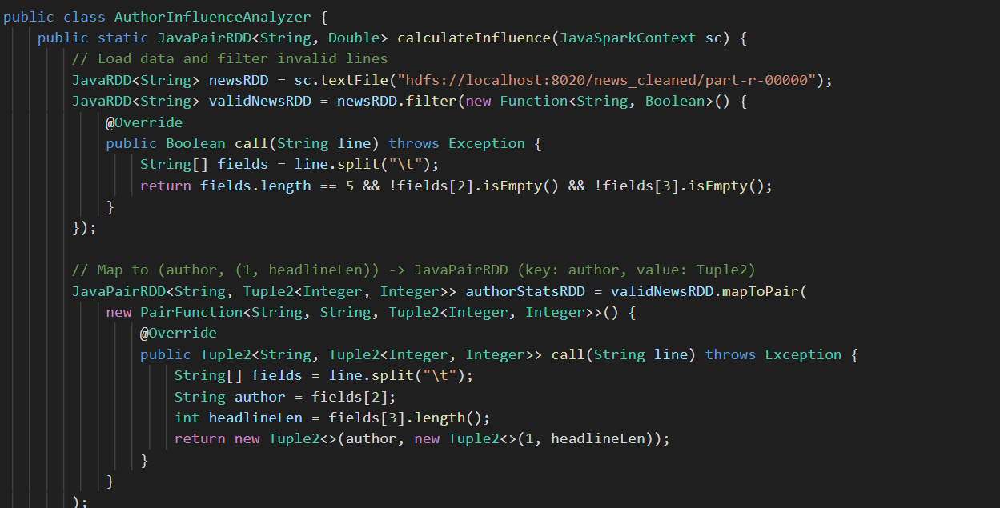 public class AuthorInfluenceAnalyzer {
    public static JavaPairRDD<String, Double> calculateInfluence(JavaSparkContext sc) {
        // Load data and filter invalid lines
        JavaRDD<String> newsRDD = sc.textFile("hdfs://localhost:8020/news_cleaned/part-r-00000");
        JavaRDD<String> validNewsRDD = newsRDD.filter(new Function<String, Boolean>() {
            @Override
            public Boolean call(String line) throws Exception {
                String[] fields = line.split("\t");
                return fields.length == 5 && !fields[2].isEmpty() && !fields[3].isEmpty();
            }
        });

        // Map to (author, (1, headlineLen)) -> JavaPairRDD (key: author, value: Tuple2)
        JavaPairRDD<String, Tuple2<Integer, Integer>> authorStatsRDD = validNewsRDD.mapToPair(
            new PairFunction<String, String, Tuple2<Integer, Integer>>() {
                @Override
                public Tuple2<String, Tuple2<Integer, Integer>> call(String line) throws Exception {
                    String[] fields = line.split("\t");
                    String author = fields[2];
                    int headlineLen = fields[3].length();
                    return new Tuple2<>(author, new Tuple2<>(1, headlineLen));
                }
            }
        );